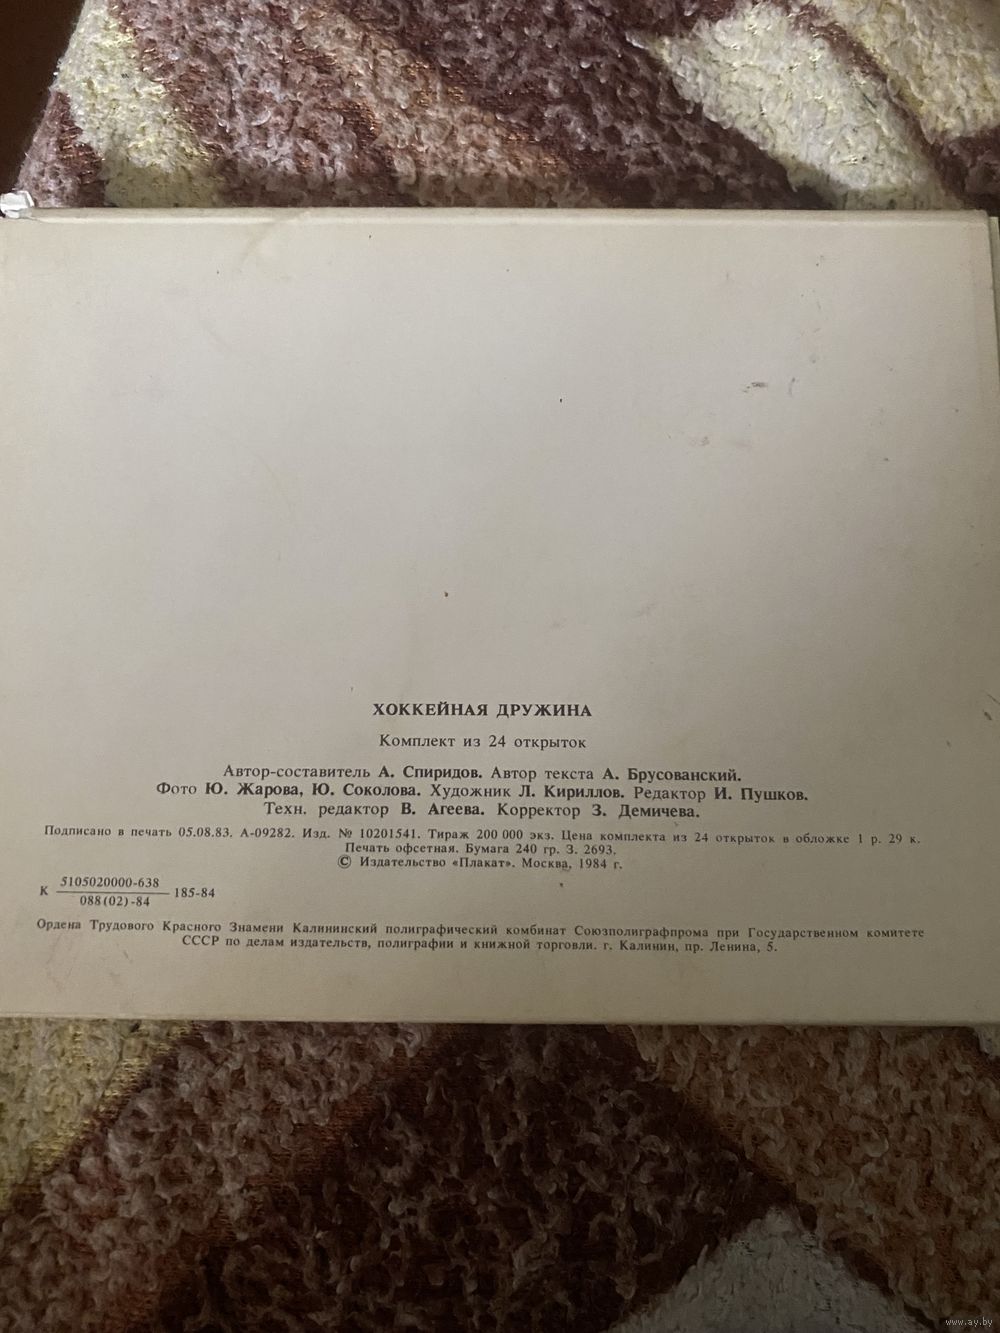 ХОККЕЙНАЯ ДРУЖИНА
Комплект из 24 открыток
Автор-составитель А. Спиридов. Автор текста А. Брусованский.
Фото Ю. Жарова, Ю. Соколова. Художник Л. Кириллов. Редактор И. Пушков.
Техн. редактор В. Агеева. Корректор З. Демичева.
Подписано в печать 05.08.83. А-09282. Изд. № 10201541. Тираж 200 000 экз. Цена комплекта из 24 открыток в обложке 1 р. 29 к.
Печать офсетная. Бумага 240 гр. З. 2693.
© Издательство «Плакат». Москва, 1984 г.
К 5105020000-638 185-84
088(02)-84
Ордена Трудового Красного Знамени Калининский полиграфический комбинат Союзполиграфпрома при Государственном комитете
СССР по делам издательств, полиграфии и книжной торговли. г. Калинин, пр. Ленина, 5.
www.ay.by